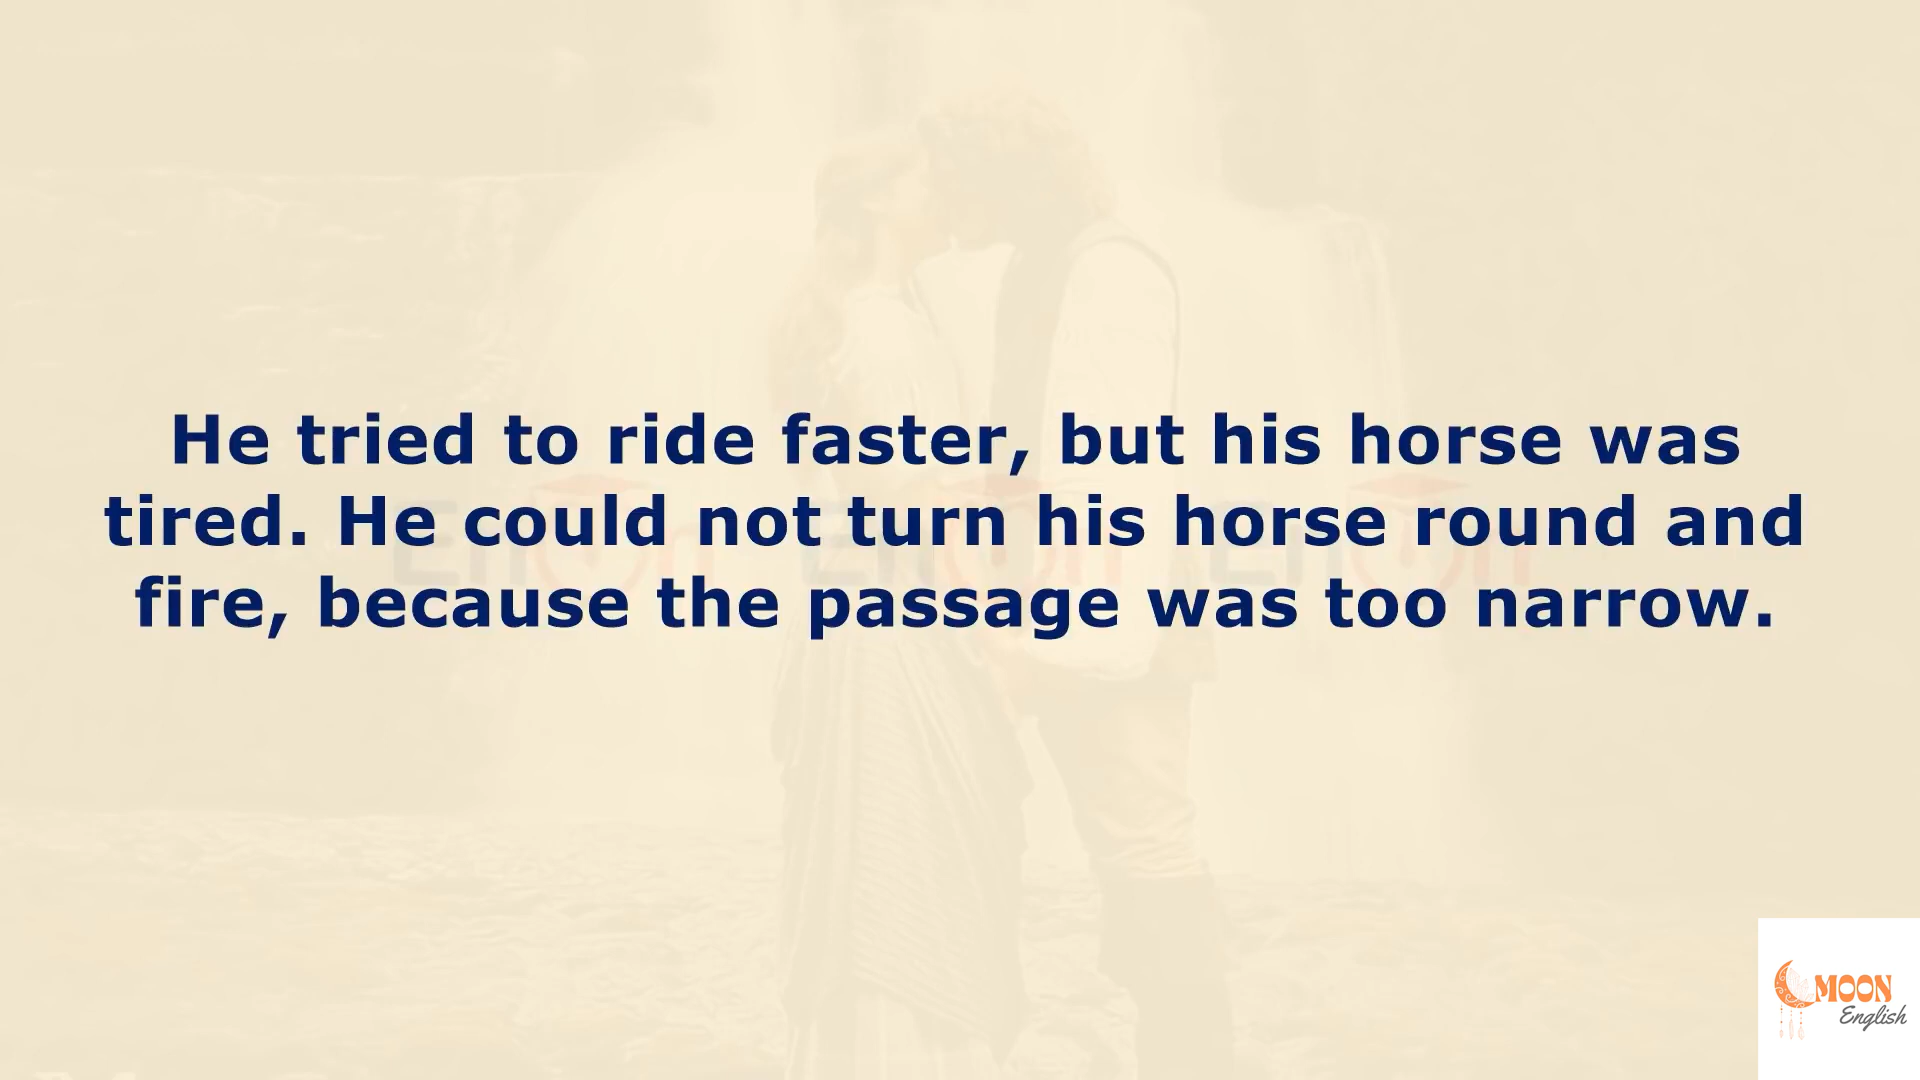 He tried to ride faster, but his horse was
tired. He could not turn his horse round and
fire, because the passage was too narrow.
MOON
English